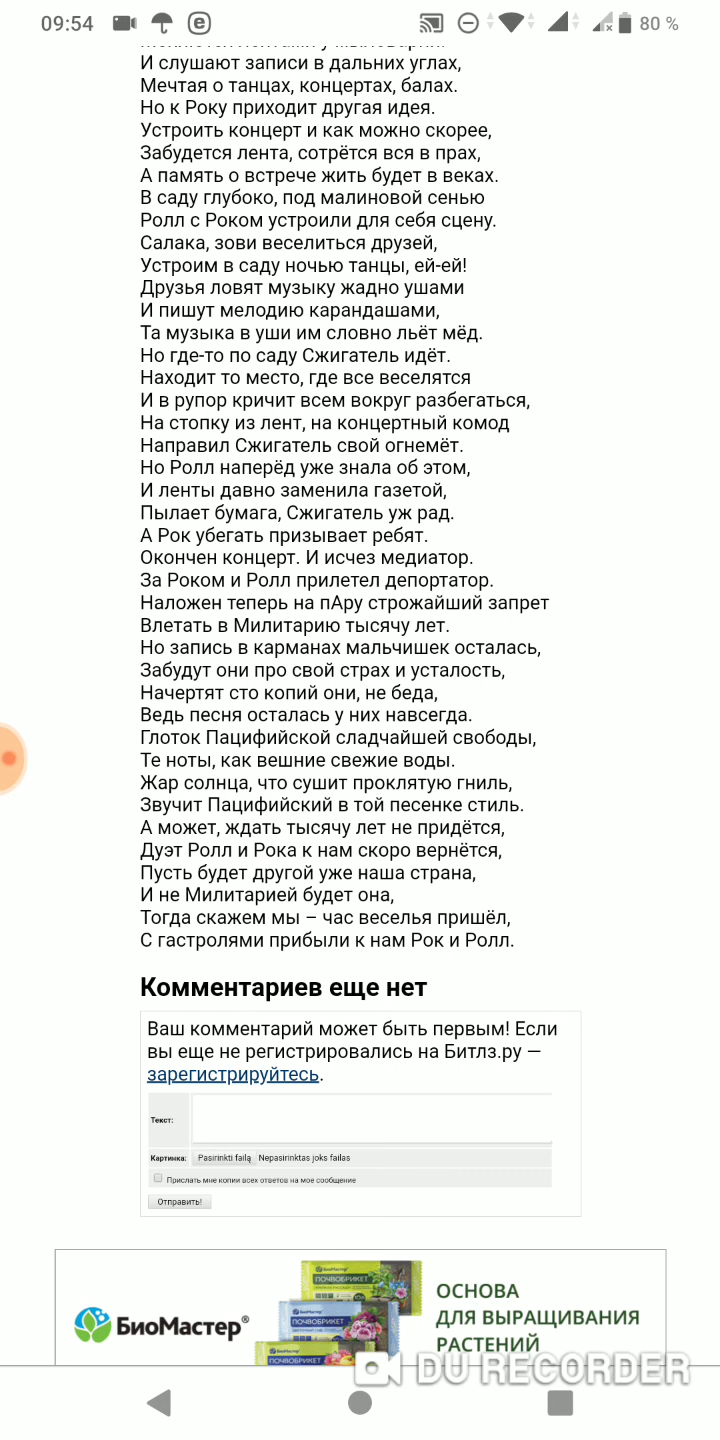 09:54
80 %
И слушают записи в дальних углах,
Мечтая о танцах, концертах, балах.
Но к Року приходит другая идея.
Устроить концерт и как можно скорее,
Забудется лента, сотрётся вся в прах,
А память о встрече жить будет в веках.
В саду глубоко, под малиновой сенью
Ролл с Роком устроили для себя сцену.
Салака, зови веселиться друзей,
Устроим в саду ночью танцы, ей-ей!
Друзья ловят музыку жадно ушами
И пишут мелодию карандашами,
Та музыка в уши им словно льёт мёд.
Но где-то по саду Сжигатель идёт.
Находит то место, где все веселятся
И в рупор кричит всем вокруг разбегаться,
На стопку из лент, на концертный комод
Направил Сжигатель свой огнемёт.
Но Ролл наперёд уже знала об этом,
И ленты давно заменила газетой,
Пылает бумага, Сжигатель уж рад.
А Рок убегать призывает ребят.
Окончен концерт. И исчез медиатор.
За Роком и Ролл прилетел депортатор.
Наложен теперь на пАру строжайший запрет
Влетать в Милитарию тысячу лет.
Но запись в карманах мальчишек осталась,
Забудут они про свой страх и усталость,
Начертят сто копий они, не беда,
Ведь песня осталась у них навсегда.
Глоток Пацифийской сладчайшей свободы,
Те ноты, как вешние свежие воды.
Жар солнца, что сушит проклятую гниль,
Звучит Пацифийский в той песенке стиль.
А может, ждать тысячу лет не придётся,
Дуэт Ролл и Рока к нам скоро вернётся,
Пусть будет другой уже наша страна,
И не Милитарией будет она,
Тогда скажем мы – час веселья пришёл,
С гастролями прибыли к нам Рок и Ролл.
Комментариев еще нет
Ваш комментарий может быть первым! Если
вы еще не регистрировались на Битлз.ру —
зарегистрируйтесь.
Текст:
Картинка: Pasirinkti failą Nepasirinktas joks failas
Прислать мне копии всех ответов на мое сообщение
Отправить!
БиоМастер®
БиоМастер
ПОЧВОБРИКЕТ
БиоМастер
ПОЧВОБРИКЕТ
ПОЧВОБРИКЕТ
ОСНОВА
ДЛЯ ВЫРАЩИВАНИЯ
РАСТЕНИЙ
DU RECORDER